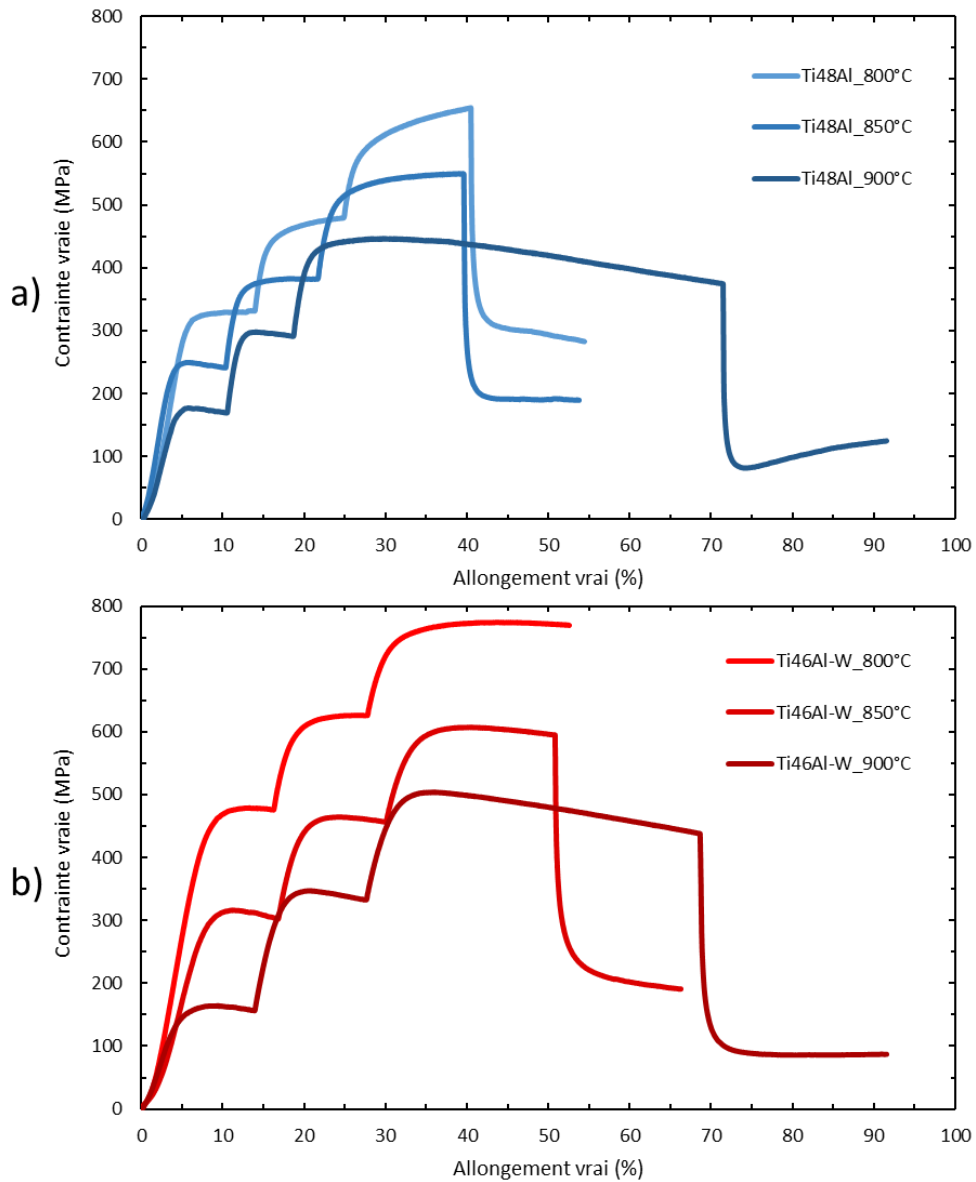 a)
Contrainte vraie (MPa)
800
700
600
500
400
300
200
100
0
Ti48Al_800°C
Ti48Al_850°C
Ti48Al_900°C
0 10 20 30 40 50 60 70 80 90 100
Allongement vrai (%)
b)
Contrainte vraie (MPa)
800
700
600
500
400
300
200
100
0
Ti46Al-W_800°C
Ti46Al-W_850°C
Ti46Al-W_900°C
0 10 20 30 40 50 60 70 80 90 100
Allongement vrai (%)